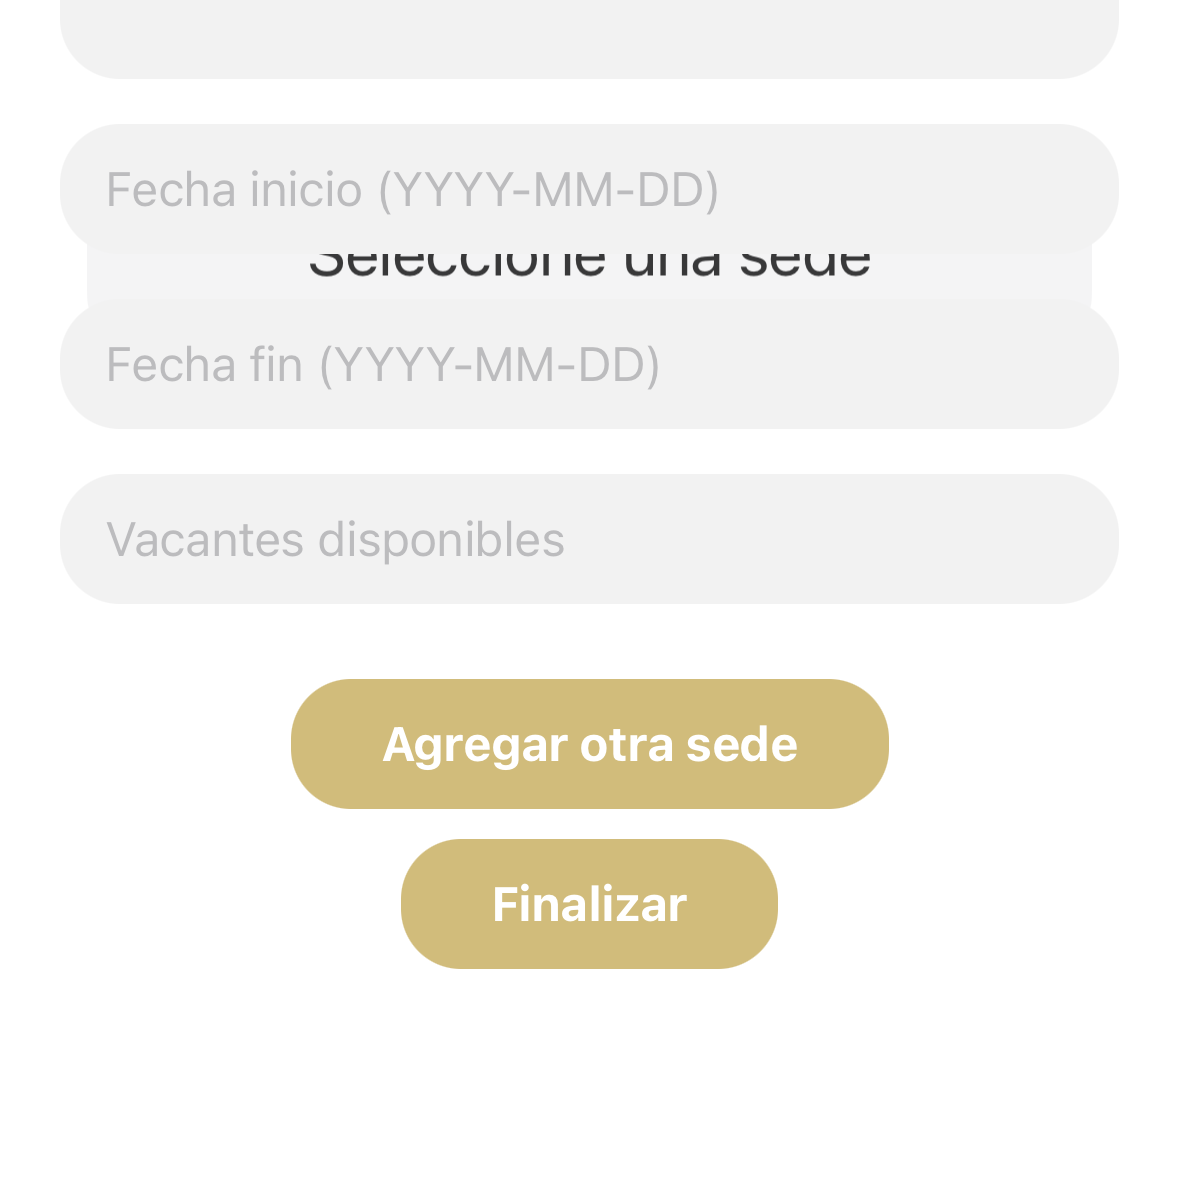 Fecha inicio (YYYY-MM-DD)
Seleccione una sede
Fecha fin (YYYY-MM-DD)
Vacantes disponibles
Agregar otra sede
Finalizar